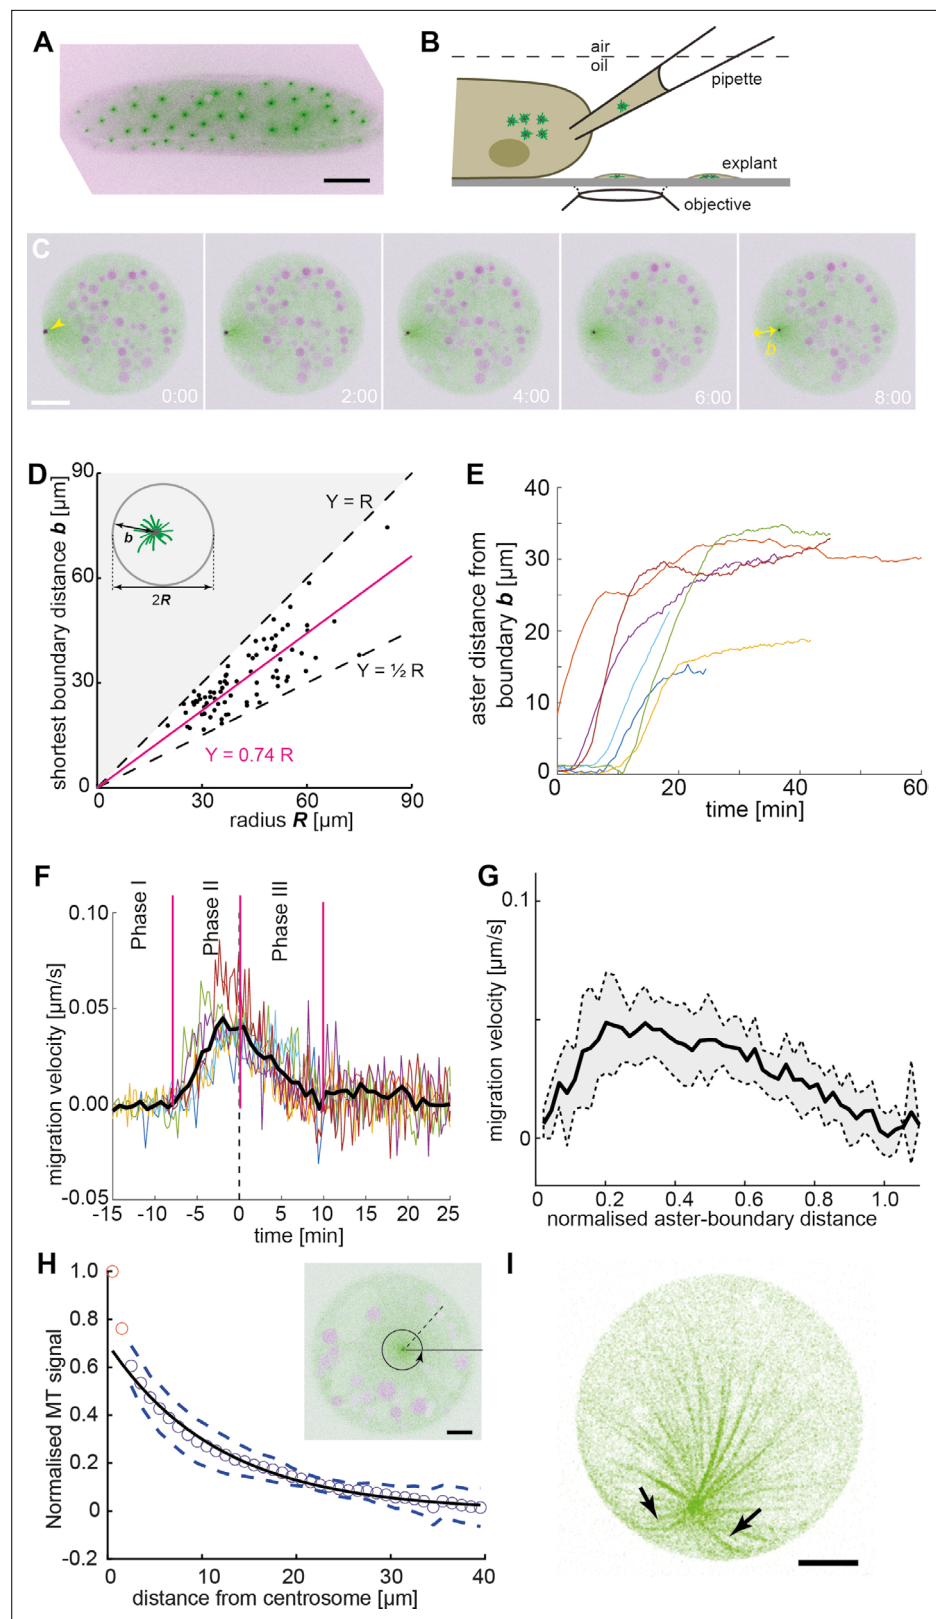 A
B
air
oil
pipette
explant
objective
C
0:00
2:00
4:00
6:00
b
8:00
D
shortest boundary distance b [µm]
90
60
30
0
b
2R
Y = R
Y = ½ R
Y = 0.74 R
0 30 60 90
radius R [µm]
E
aster distance from
boundary b [µm]
40
30
20
10
0
0 20 40 60
time [min]
F
Phase I
Phase II
Phase III
migration velocity [µm/s]
0.10
0.05
0.00
-0.05
-15 -10 -5 0 5 10 15 20 25
time [min]
G
migration velocity [µm/s]
0.1
0
0 0.2 0.4 0.6 0.8 1.0
normalised aster-boundary distance
H
Normalised MT signal
1.0
0.8
0.6
0.4
0.2
0
-0.2
0 10 20 30 40
distance from centrosome [µm]
I